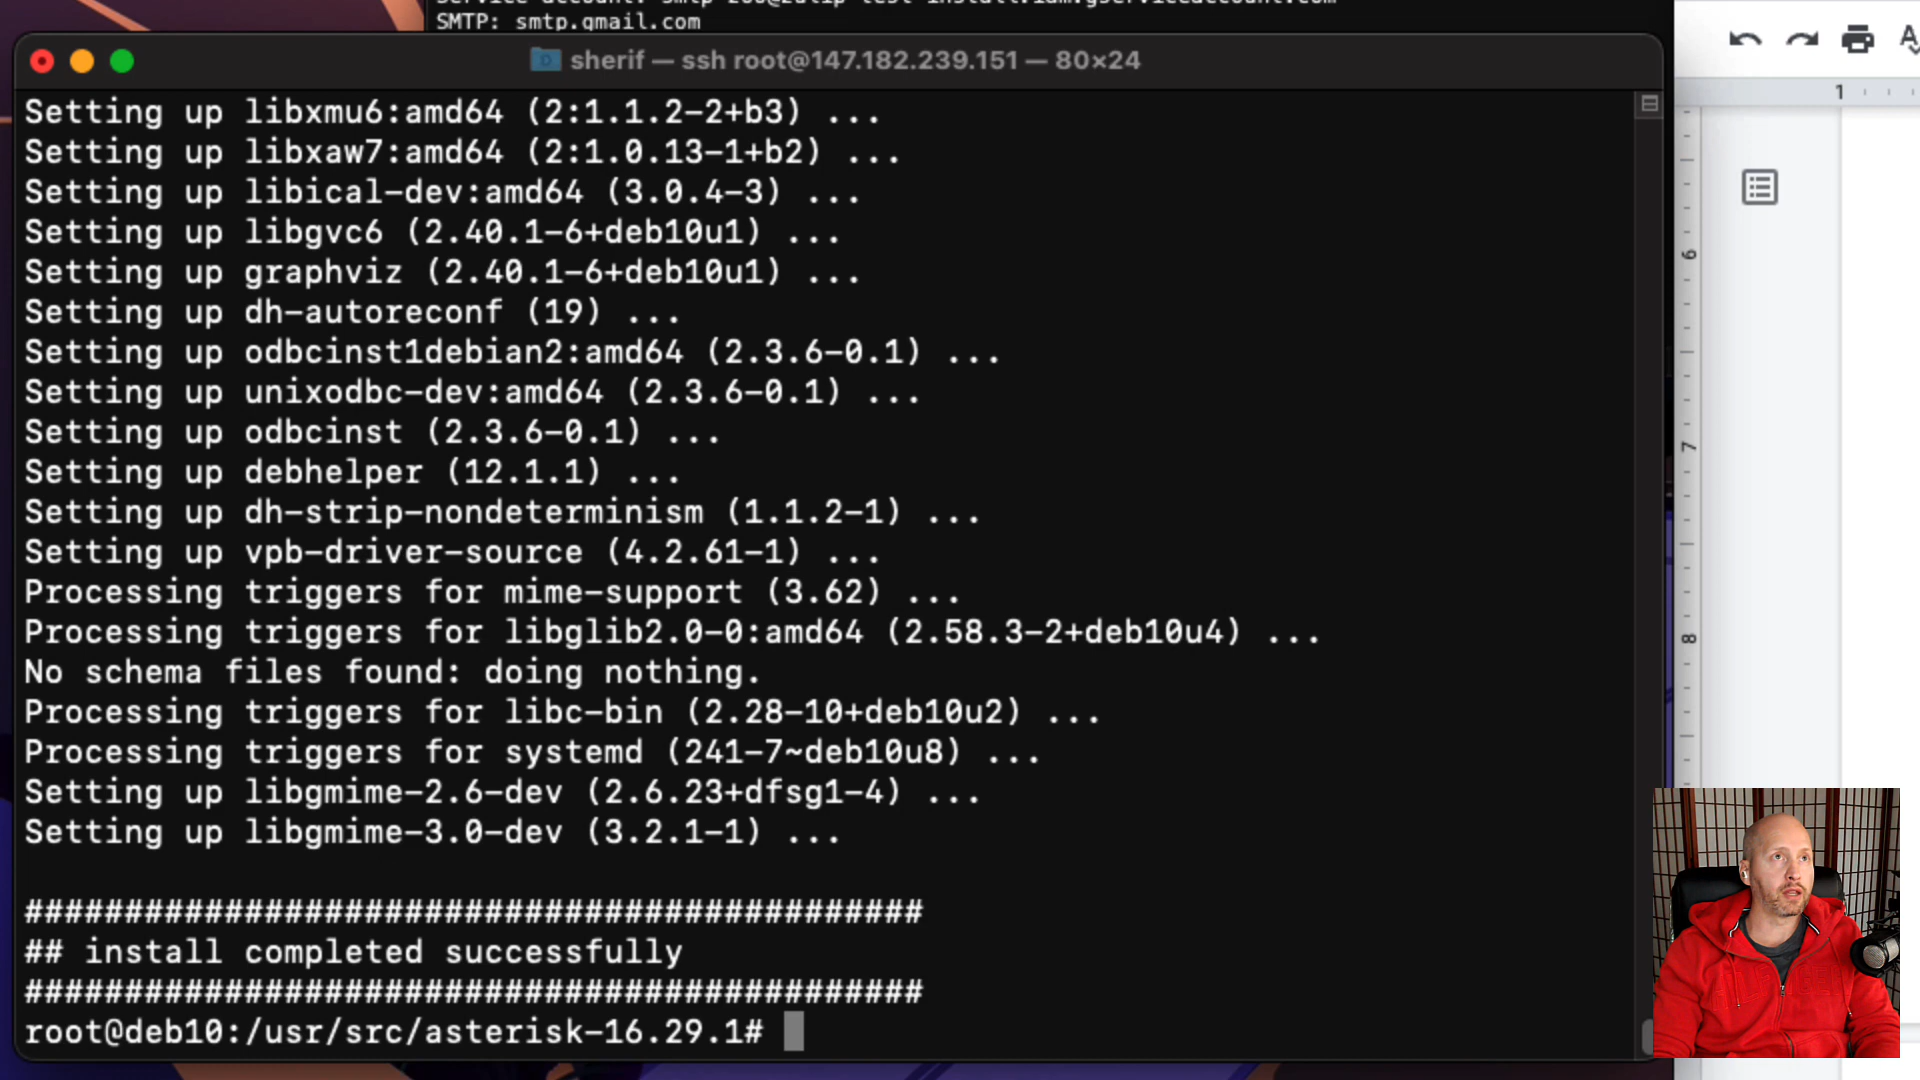 SMTP: smtp.gmail.com
sherif — ssh root@147.182.239.151 — 80×24
Setting up libxmu6:amd64 (2:1.1.2-2+b3) ...
Setting up libxaw7:amd64 (2:1.0.13-1+b2) ...
Setting up libical-dev:amd64 (3.0.4-3) ...
Setting up libgvc6 (2.40.1-6+deb10u1) ...
Setting up graphviz (2.40.1-6+deb10u1) ...
Setting up dh-autoreconf (19) ...
Setting up odbcinst1debian2:amd64 (2.3.6-0.1) ...
Setting up unixodbc-dev:amd64 (2.3.6-0.1) ...
Setting up odbcinst (2.3.6-0.1) ...
Setting up debhelper (12.1.1) ...
Setting up dh-strip-nondeterminism (1.1.2-1) ...
Setting up vpb-driver-source (4.2.61-1) ...
Processing triggers for mime-support (3.62) ...
Processing triggers for libglib2.0-0:amd64 (2.58.3-2+deb10u4) ...
No schema files found: doing nothing.
Processing triggers for libc-bin (2.28-10+deb10u2) ...
Processing triggers for systemd (241-7~deb10u8) ...
Setting up libgmime-2.6-dev (2.6.23+dfsg1-4) ...
Setting up libgmime-3.0-dev (3.2.1-1) ...
#############################################
## install completed successfully
#############################################
root@deb10:/usr/src/asterisk-16.29.1#
1
6
7
8